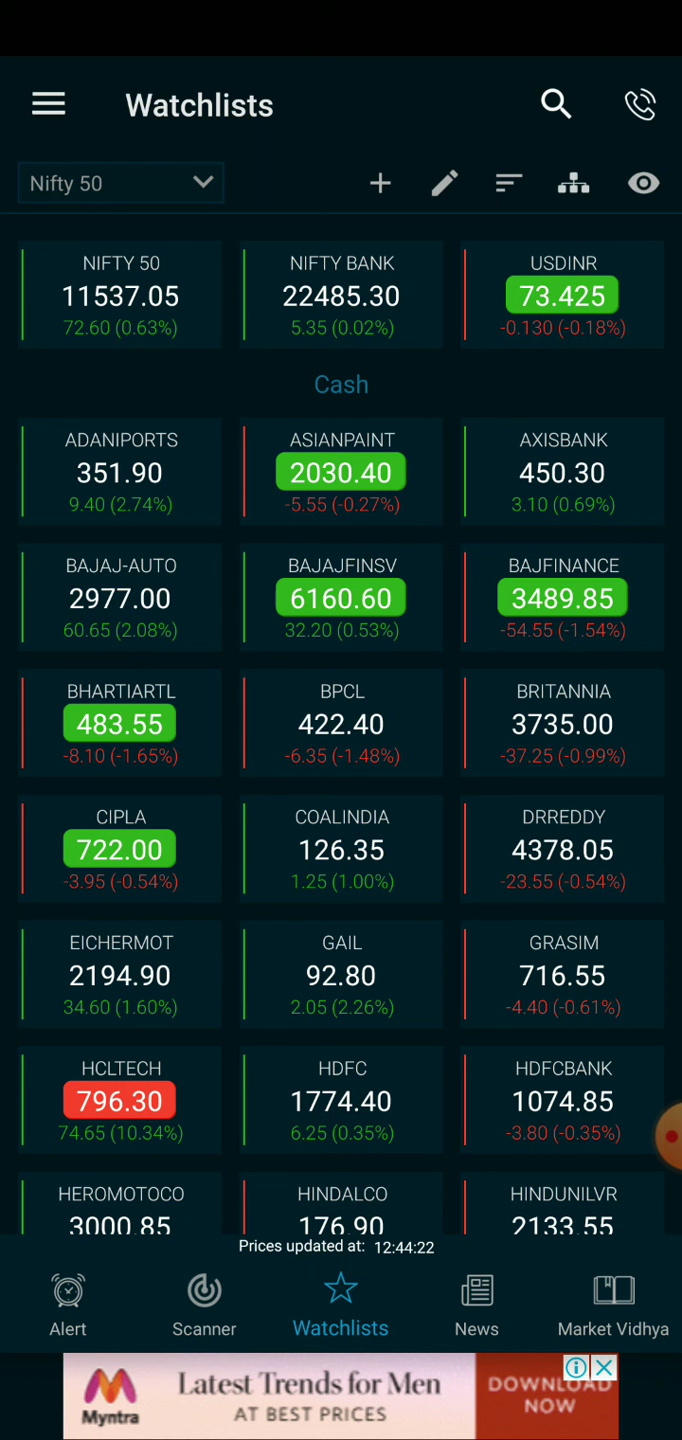 Watchlists
Nifty 50
NIFTY 50 NIFTY BANK USDINR
11537.05 22485.30 73.425
72.60 (0.63%) 5.35 (0.02%) -0.130 (-0.18%)
Cash
ADANIPORTS ASIANPAINT AXISBANK
351.90 2030.40 450.30
9.40 (2.74%) -5.55 (-0.27%) 3.10 (0.69%)
BAJAJ-AUTO BAJAJFINSV BAJFINANCE
2977.00 6160.60 3489.85
60.65 (2.08%) 32.20 (0.53%) -54.55 (-1.54%)
BHARTIARTL BPCL BRITANNIA
483.55 422.40 3735.00
-8.10 (-1.65%) -6.35 (-1.48%) -37.25 (-0.99%)
CIPLA COALINDIA DRREDDY
722.00 126.35 4378.05
-3.95 (-0.54%) 1.25 (1.00%) -23.55 (-0.54%)
EICHERMOT GAIL GRASIM
2194.90 92.80 716.55
34.60 (1.60%) 2.05 (2.26%) -4.40 (-0.61%)
HCLTECH HDFC HDFCBANK
796.30 1774.40 1074.85
74.65 (10.34%) 6.25 (0.35%) -3.80 (-0.35%)
HEROMOTOCO HINDALCO HINDUNILVR
3000.85 176.90 2133.55
Prices updated at: 12:44:22
Alert Scanner Watchlists News Market Vidhya
Myntra
Latest Trends for Men
AT BEST PRICES
DOWNLOAD
NOW